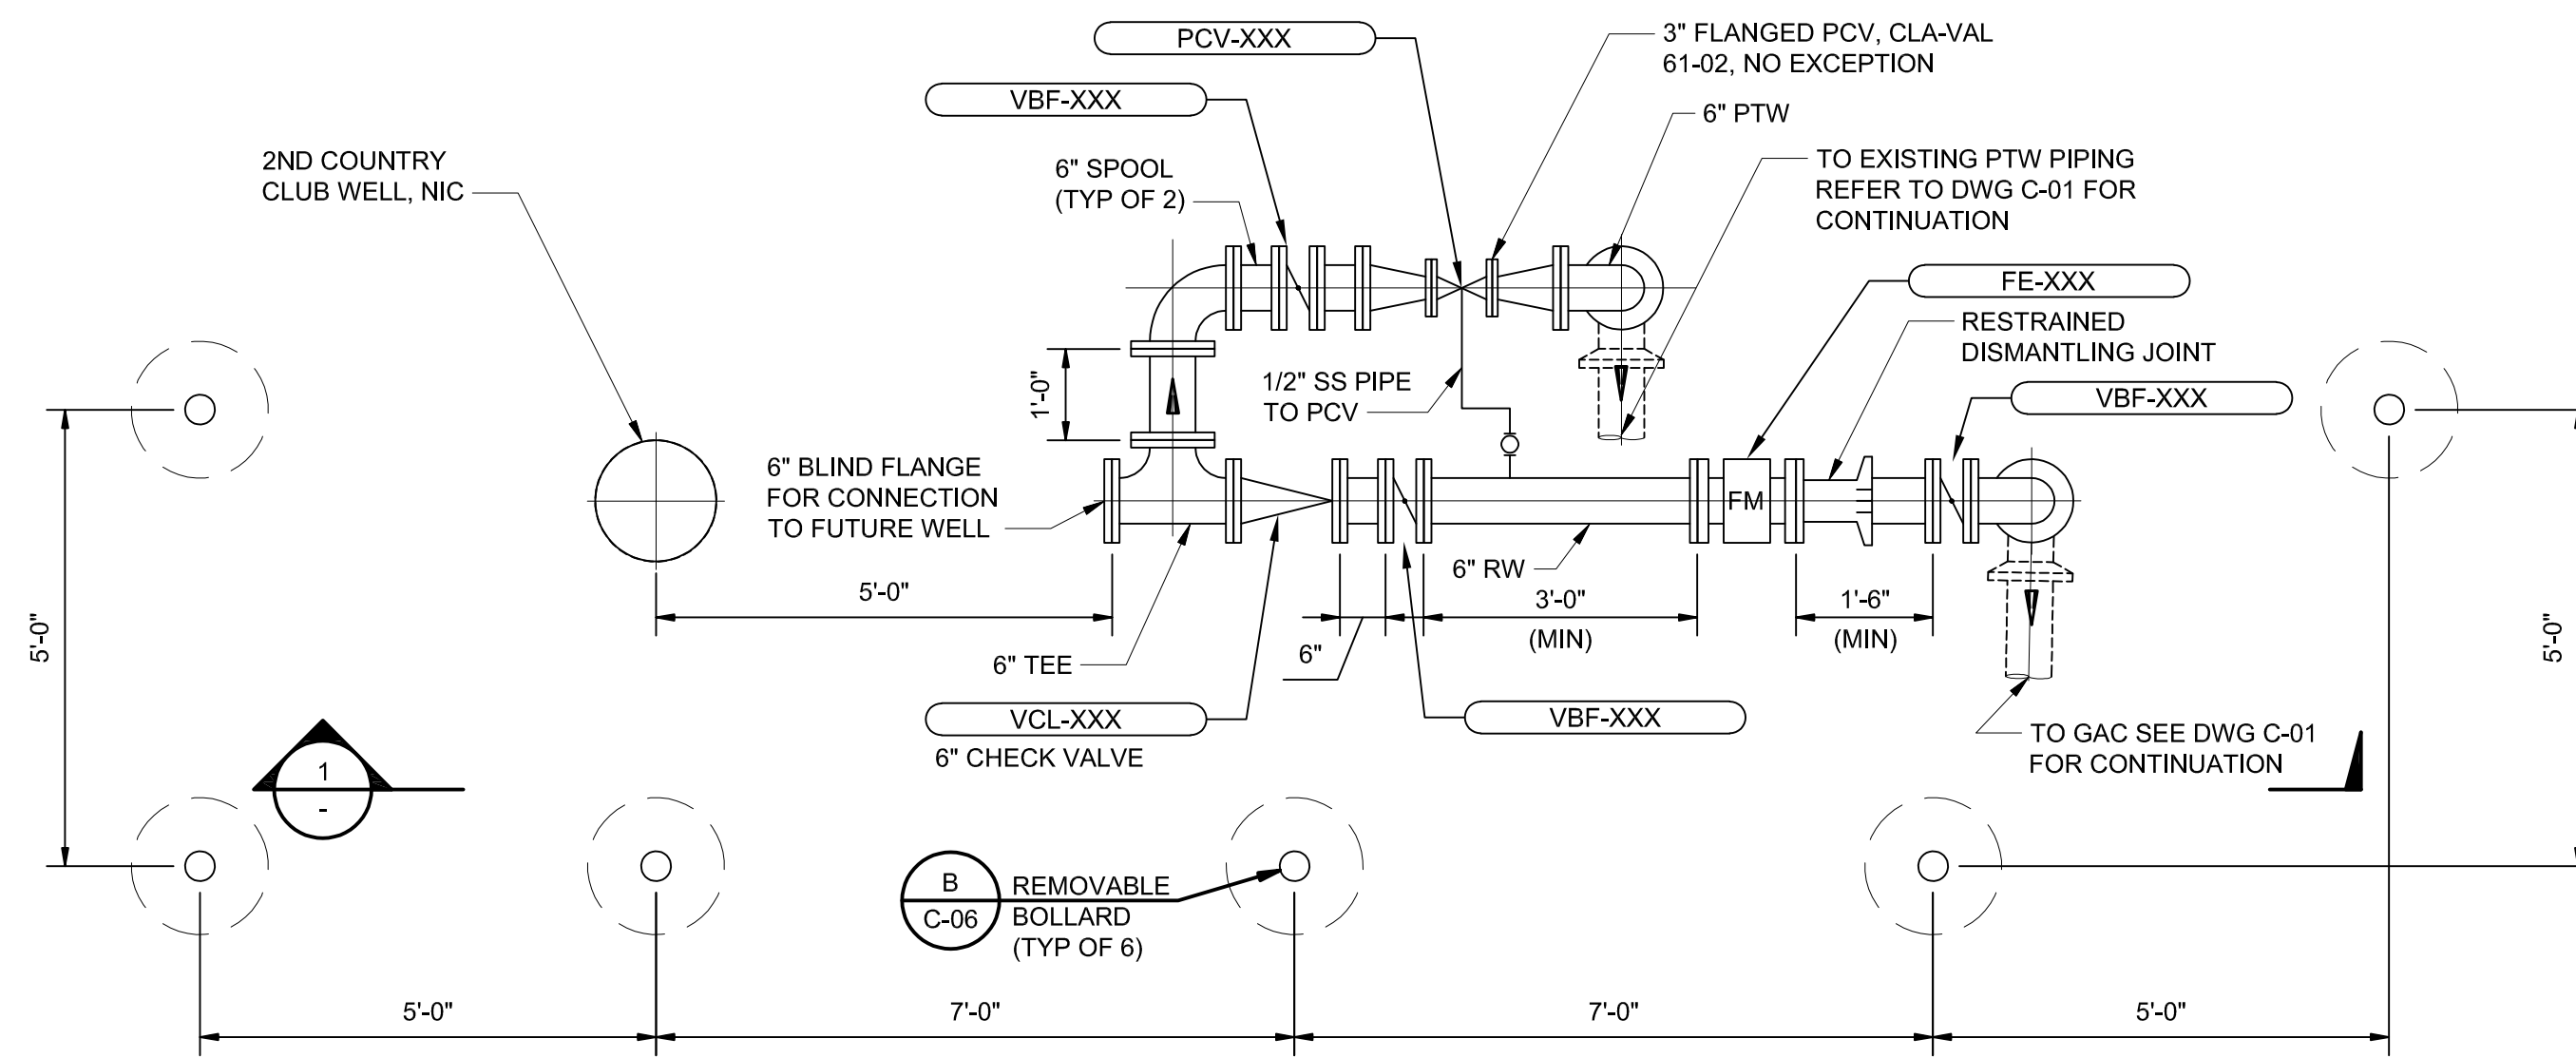 PCV-XXX
3" FLANGED PCV, CLA-VAL
61-02, NO EXCEPTION
VBF-XXX
6" PTW
2ND COUNTRY
CLUB WELL, NIC
6" SPOOL
(TYP OF 2)
TO EXISTING PTW PIPING
REFER TO DWG C-01 FOR
CONTINUATION
FE-XXX
RESTRAINED
DISMANTLING JOINT
1'-0"
1/2" SS PIPE
TO PCV
VBF-XXX
6" BLIND FLANGE
FOR CONNECTION
TO FUTURE WELL
FM
6" RW
5'-0"
5'-0"
3'-0"
(MIN)
1'-6"
(MIN)
5'-0"
6"
6" TEE
VCL-XXX
6" CHECK VALVE
VBF-XXX
TO GAC SEE DWG C-01
FOR CONTINUATION
1
-
B
C-06
REMOVABLE
BOLLARD
(TYP OF 6)
5'-0"
7'-0"
7'-0"
5'-0"